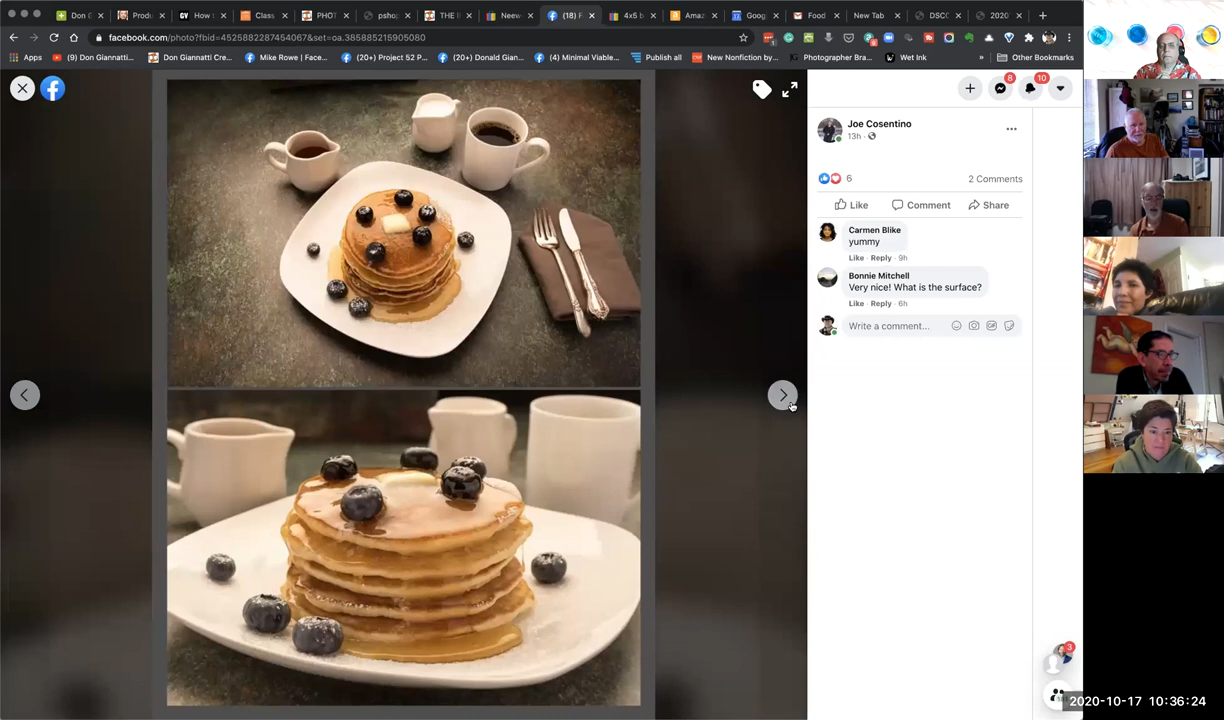 Don G
Produ
How t
Class
PHOT
pshop
THE I
Neew
(18) F
4x5 b
Amaz
Goog
Food
New Tab
DSCC
2020
facebook.com/photo?fbid=4525882287454067&set=oa.385885215905080
Apps
(9) Don Giannatti...
Don Giannatti Cre...
Mike Rowe | Face...
(20+) Project 52 P...
(20+) Donald Gian...
(4) Minimal Viable...
Publish all
New Nonfiction by...
Photographer Bra...
Wet Ink
»
Other Bookmarks
8
10
Joe Cosentino
13h ·
6
2 Comments
Like
Comment
Share
Carmen Blike
yummy
Like · Reply · 9h
Bonnie Mitchell
Very nice! What is the surface?
Like · Reply · 6h
Write a comment...
3
2020-10-17 10:36:24